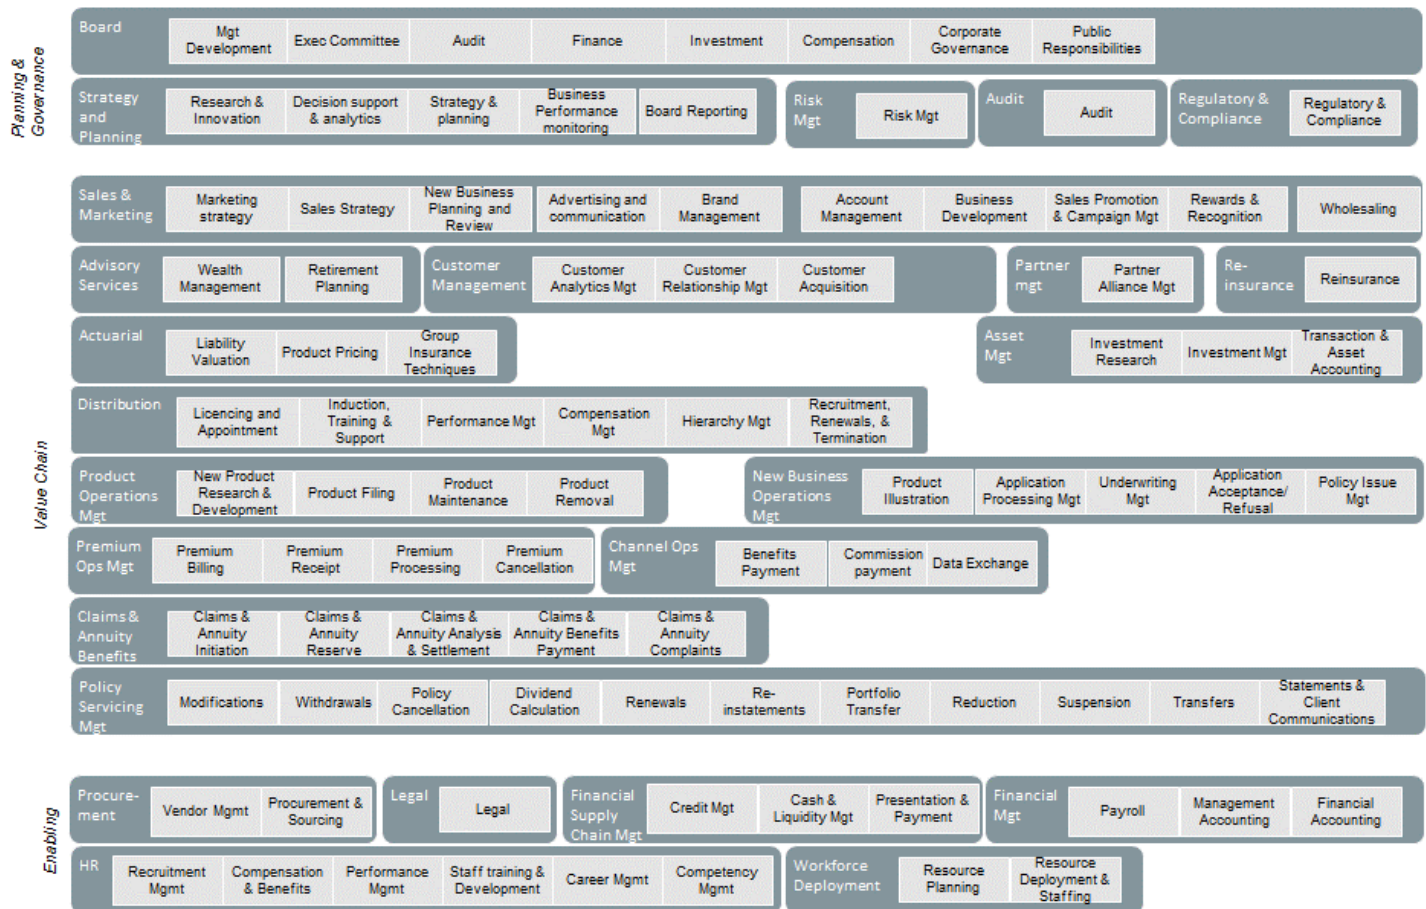 Planning &
Governance
Board
Mgt
Development
Exec Committee
Audit
Finance
Investment
Compensation
Corporate
Governance
Public
Responsibilities
Strategy
and
Planning
Research &
Innovation
Decision support
& analytics
Strategy &
planning
Business
Performance
monitoring
Board Reporting
Risk
Mgt
Risk Mgt
Audit
Audit
Regulatory &
Compliance
Regulatory &
Compliance
Value Chain
Sales &
Marketing
Marketing
strategy
Sales Strategy
New Business
Planning and
Review
Advertising and
communication
Brand
Management
Account
Management
Business
Development
Sales Promotion
& Campaign Mgt
Rewards &
Recognition
Wholesaling
Advisory
Services
Wealth
Management
Retirement
Planning
Customer
Management
Customer
Analytics Mgt
Customer
Relationship Mgt
Customer
Acquisition
Partner
mgt
Partner
Alliance Mgt
Re-
insurance
Reinsurance
Actuarial
Liability
Valuation
Product Pricing
Group
Insurance
Techniques
Asset
Mgt
Investment
Research
Investment Mgt
Transaction &
Asset
Accounting
Distribution
Licencing and
Appointment
Induction,
Training &
Support
Performance Mgt
Compensation
Mgt
Hierarchy Mgt
Recruitment,
Renewals, &
Termination
Product
Operations
Mgt
New Product
Research &
Development
Product Filing
Product
Maintenance
Product
Removal
New Business
Operations
Mgt
Product
Illustration
Application
Processing Mgt
Underwriting
Mgt
Application
Acceptance/
Refusal
Policy Issue
Mgt
Premium
Ops Mgt
Premium
Billing
Premium
Receipt
Premium
Processing
Premium
Cancellation
Channel Ops
Mgt
Benefits
Payment
Commission
payment
Data Exchange
Claims &
Annuity
Benefits
Claims &
Annuity
Initiation
Claims &
Annuity
Reserve
Claims &
Annuity Analysis
& Settlement
Claims &
Annuity Benefits
Payment
Claims &
Annuity
Complaints
Policy
Servicing
Mgt
Modifications
Withdrawals
Policy
Cancellation
Dividend
Calculation
Renewals
Re-
instatements
Portfolio
Transfer
Reduction
Suspension
Transfers
Statements &
Client
Communications
Enabling
Procure-
ment
Vendor Mgmt
Procurement &
Sourcing
Legal
Legal
Financial
Supply
Chain Mgt
Credit Mgt
Cash &
Liquidity Mgt
Presentation &
Payment
Financial
Mgt
Payroll
Management
Accounting
Financial
Accounting
HR
Recruitment
Mgmt
Compensation
& Benefits
Performance
Mgmt
Staff training &
Development
Career Mgmt
Competency
Mgmt
Workforce
Deployment
Resource
Planning
Resource
Deployment &
Staffing